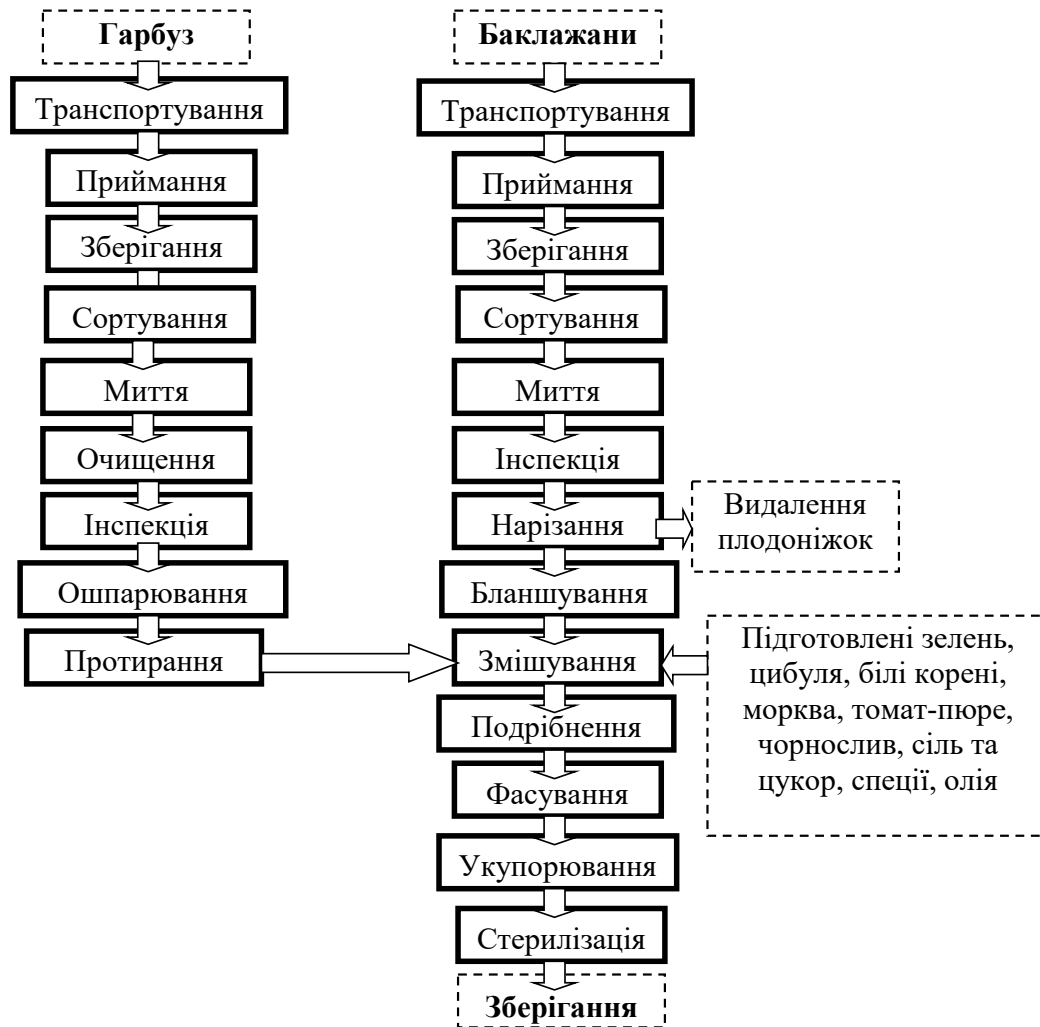 Гарбуз
Транспортування
Приймання
Зберігання
Сортування
Миття
Очищення
Інспекція
Ошпарювання
Протирання
Баклажани
Транспортування
Приймання
Зберігання
Сортування
Миття
Інспекція
Нарізання
Видалення
плодоніжок
Бланшування
Змішування
Підготовлені зелень,
цибуля, білі корені,
морква, томат-пюре,
чорнослив, сіль та
цукор, спеції, олія
Подрібнення
Фасування
Укупорювання
Стерилізація
Зберігання